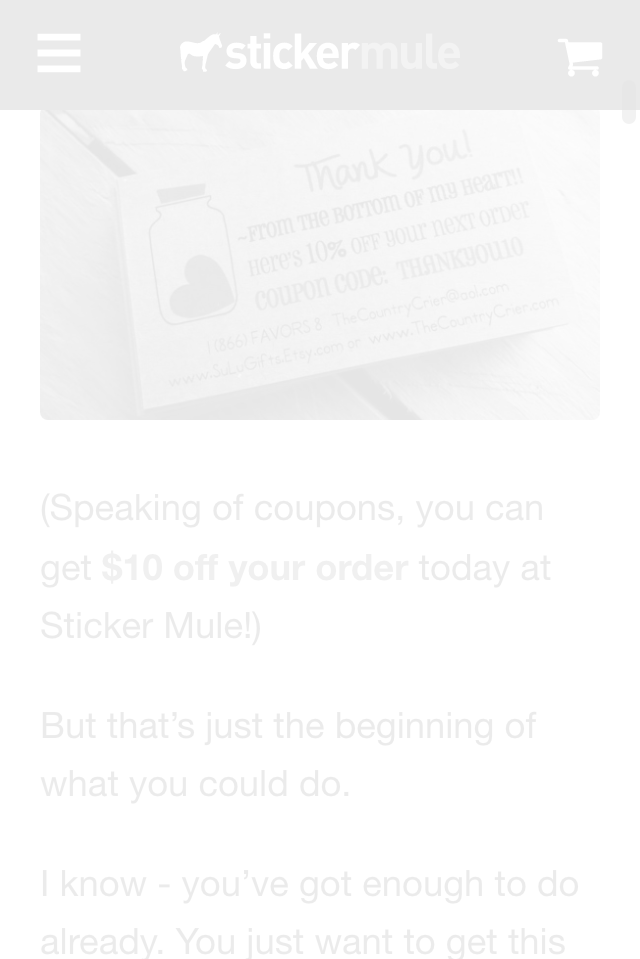 stickermule
Thank You!
~FROM THE BOTTOM OF my HEART!!
Here's 10% OFF your next order
COUPON CODE: THANKYOU10
1 (866) FAVORS 8 TheCountryCrier@aol.com
www.SuLuGifts.Etsy.com or www.TheCountryCrier.com
(Speaking of coupons, you can
get $10 off your order today at
Sticker Mule!)
But that’s just the beginning of
what you could do.
I know - you’ve got enough to do
already. You just want to get this